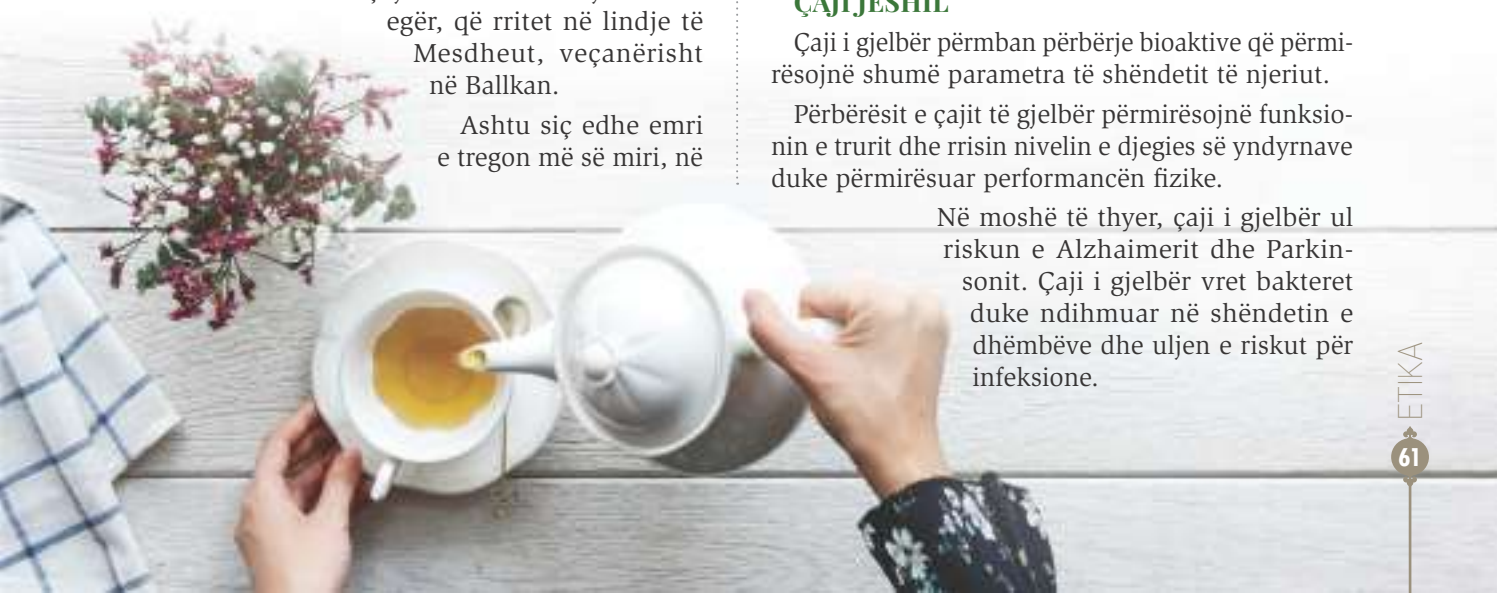 egër, që rritet në lindje të
Mesdheut, veçanërisht
në Ballkan.
Ashtu siç edhe emri
e tregon më së miri, në
ÇAJI JESHIL
Çaji i gjelbër përmban përbërje bioaktive që përmi-
rësojnë shumë parametra të shëndetit të njeriut.
Përbërësit e çajit të gjelbër përmirësojnë funksio-
nin e trurit dhe rrisin nivelin e djegies së yndyrnave
duke përmirësuar performancën fizike.
Në moshë të thyer, çaji i gjelbër ul
riskun e Alzhaimerit dhe Parkin-
sonit. Çaji i gjelbër vret bakteret
duke ndihmuar në shëndetin e
dhëmbëve dhe uljen e riskut për
infeksione.
ETIKA
61